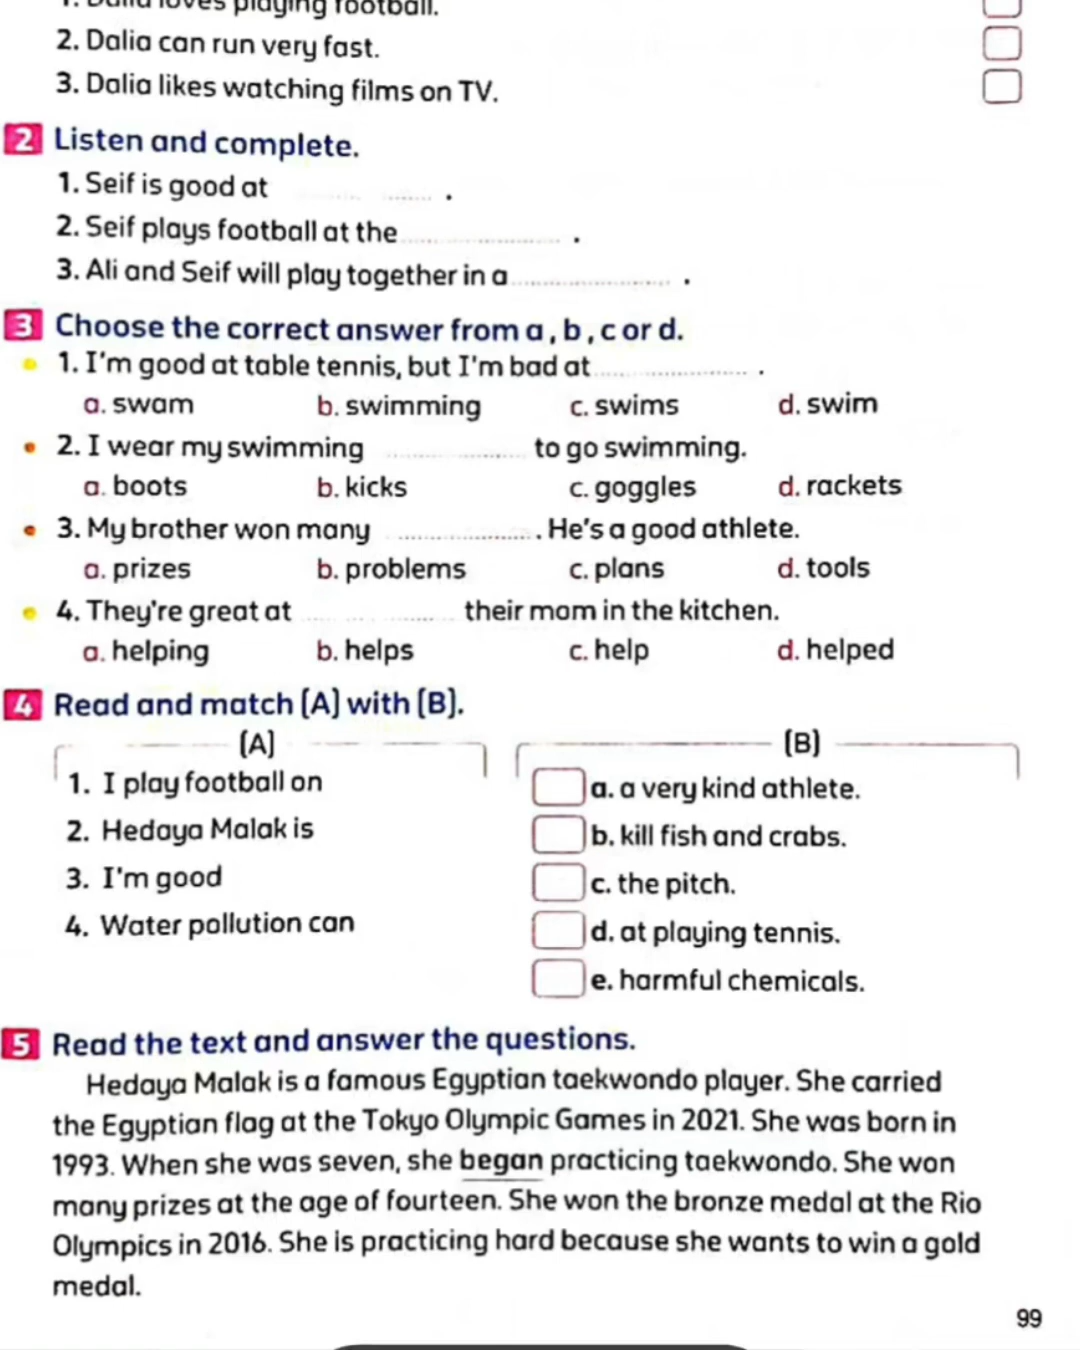 1. Dalia loves playing football.
2. Dalia can run very fast.
3. Dalia likes watching films on TV.
2 Listen and complete.
1. Seif is good at .
2. Seif plays football at the .
3. Ali and Seif will play together in a .
3 Choose the correct answer from a , b , c or d.
1. I'm good at table tennis, but I'm bad at .
a. swam b. swimming c. swims d. swim
2. I wear my swimming to go swimming.
a. boots b. kicks c. goggles d. rackets
3. My brother won many . He's a good athlete.
a. prizes b. problems c. plans d. tools
4. They're great at their mom in the kitchen.
a. helping b. helps c. help d. helped
4 Read and match (A) with (B).
(A) (B)
1. I play football on a. a very kind athlete.
2. Hedaya Malak is b. kill fish and crabs.
3. I'm good c. the pitch.
4. Water pollution can d. at playing tennis.
e. harmful chemicals.
5 Read the text and answer the questions.
Hedaya Malak is a famous Egyptian taekwondo player. She carried
the Egyptian flag at the Tokyo Olympic Games in 2021. She was born in
1993. When she was seven, she began practicing taekwondo. She won
many prizes at the age of fourteen. She won the bronze medal at the Rio
Olympics in 2016. She is practicing hard because she wants to win a gold
medal.
99